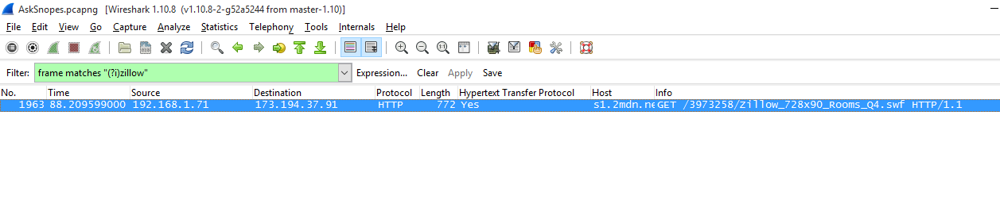 AskSnopes.pcapng [Wireshark 1.10.8 (v1.10.8-2-g52a5244 from master-1.10)]
File Edit View Go Capture Analyze Statistics Telephony Tools Internals Help
Filter: frame matches "(?i)zillow" Expression... Clear Apply Save
No. Time Source Destination Protocol Length Hypertext Transfer Protocol Host Info
1963 88.209599000 192.168.1.71 173.194.37.91 HTTP 772 Yes s1.2mdn.ne GET /3973258/Zillow_728x90_Rooms_Q4.swf HTTP/1.1